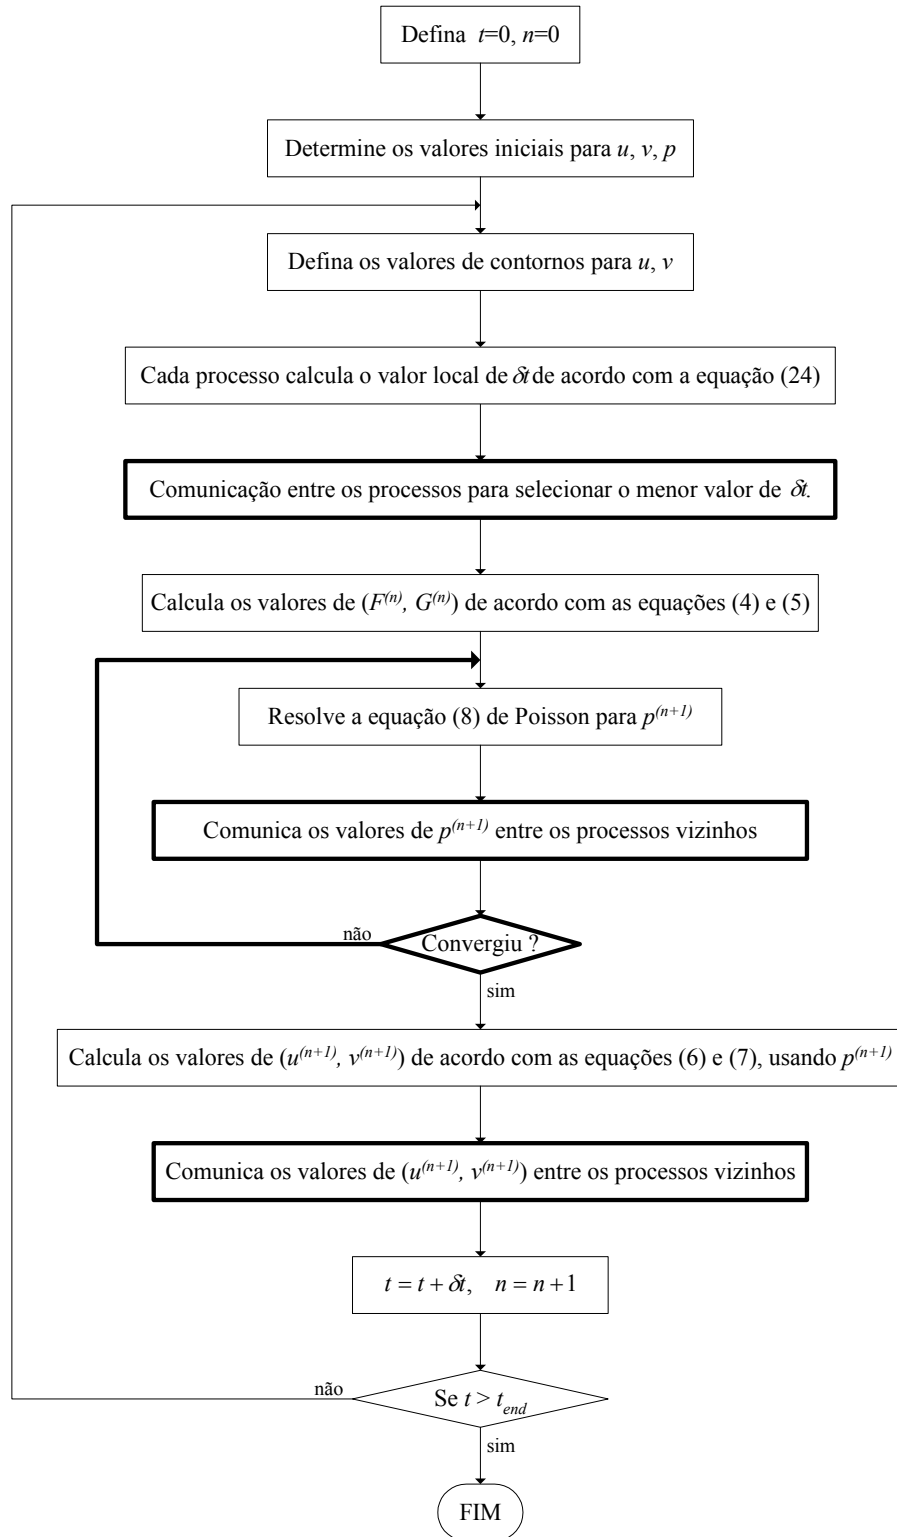 Defina t=0, n=0
Determine os valores iniciais para u, v, p
Defina os valores de contornos para u, v
Cada processo calcula o valor local de δt de acordo com a equação (24)
Comunicação entre os processos para selecionar o menor valor de δt.
Calcula os valores de (F⁽ⁿ⁾, G⁽ⁿ⁾) de acordo com as equações (4) e (5)
Resolve a equação (8) de Poisson para p⁽ⁿ⁺¹⁾
Comunica os valores de p⁽ⁿ⁺¹⁾ entre os processos vizinhos
não
Convergiu ?
sim
Calcula os valores de (u⁽ⁿ⁺¹⁾, v⁽ⁿ⁺¹⁾) de acordo com as equações (6) e (7), usando p⁽ⁿ⁺¹⁾
Comunica os valores de (u⁽ⁿ⁺¹⁾, v⁽ⁿ⁺¹⁾) entre os processos vizinhos
t = t + δt, n = n + 1
não
Se t > t_end
sim
FIM